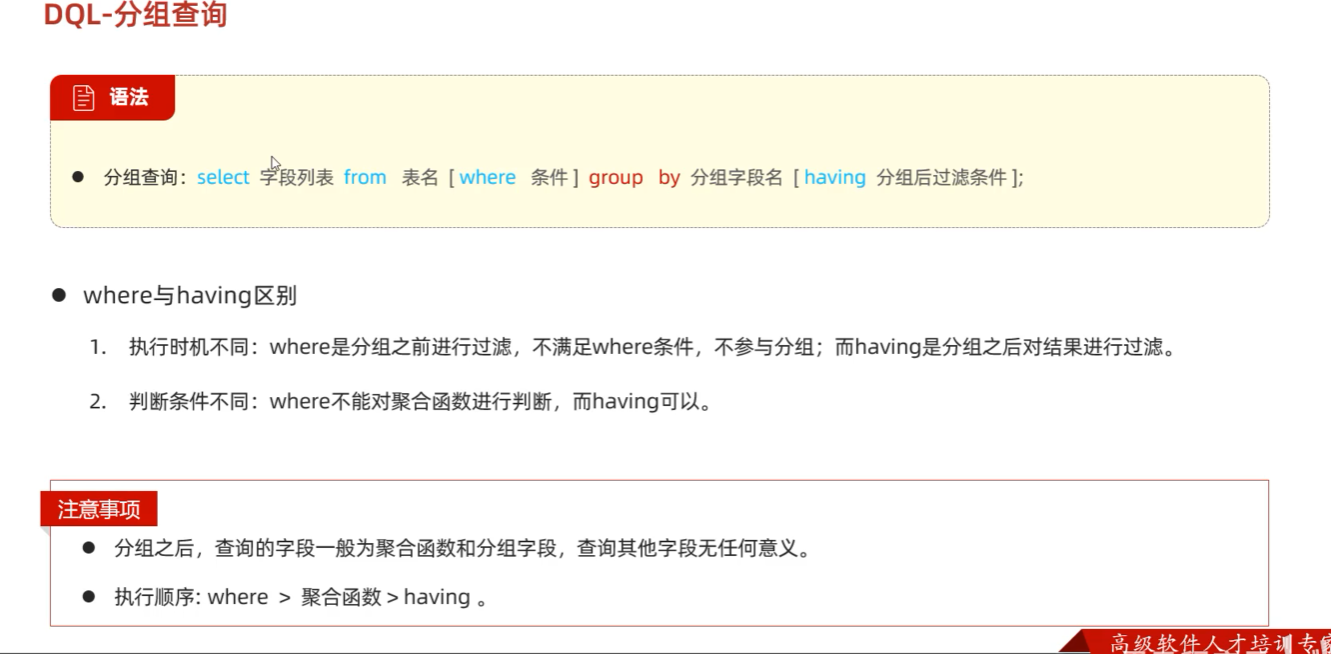 DQL-分组查询
语法
● 分组查询：select 字段列表 from 表名 [ where 条件 ] group by 分组字段名 [ having 分组后过滤条件 ];
● where与having区别
1. 执行时机不同：where是分组之前进行过滤，不满足where条件，不参与分组；而having是分组之后对结果进行过滤。
2. 判断条件不同：where不能对聚合函数进行判断，而having可以。
注意事项
● 分组之后，查询的字段一般为聚合函数和分组字段，查询其他字段无任何意义。
● 执行顺序: where > 聚合函数 > having 。
高级软件人才培训专家